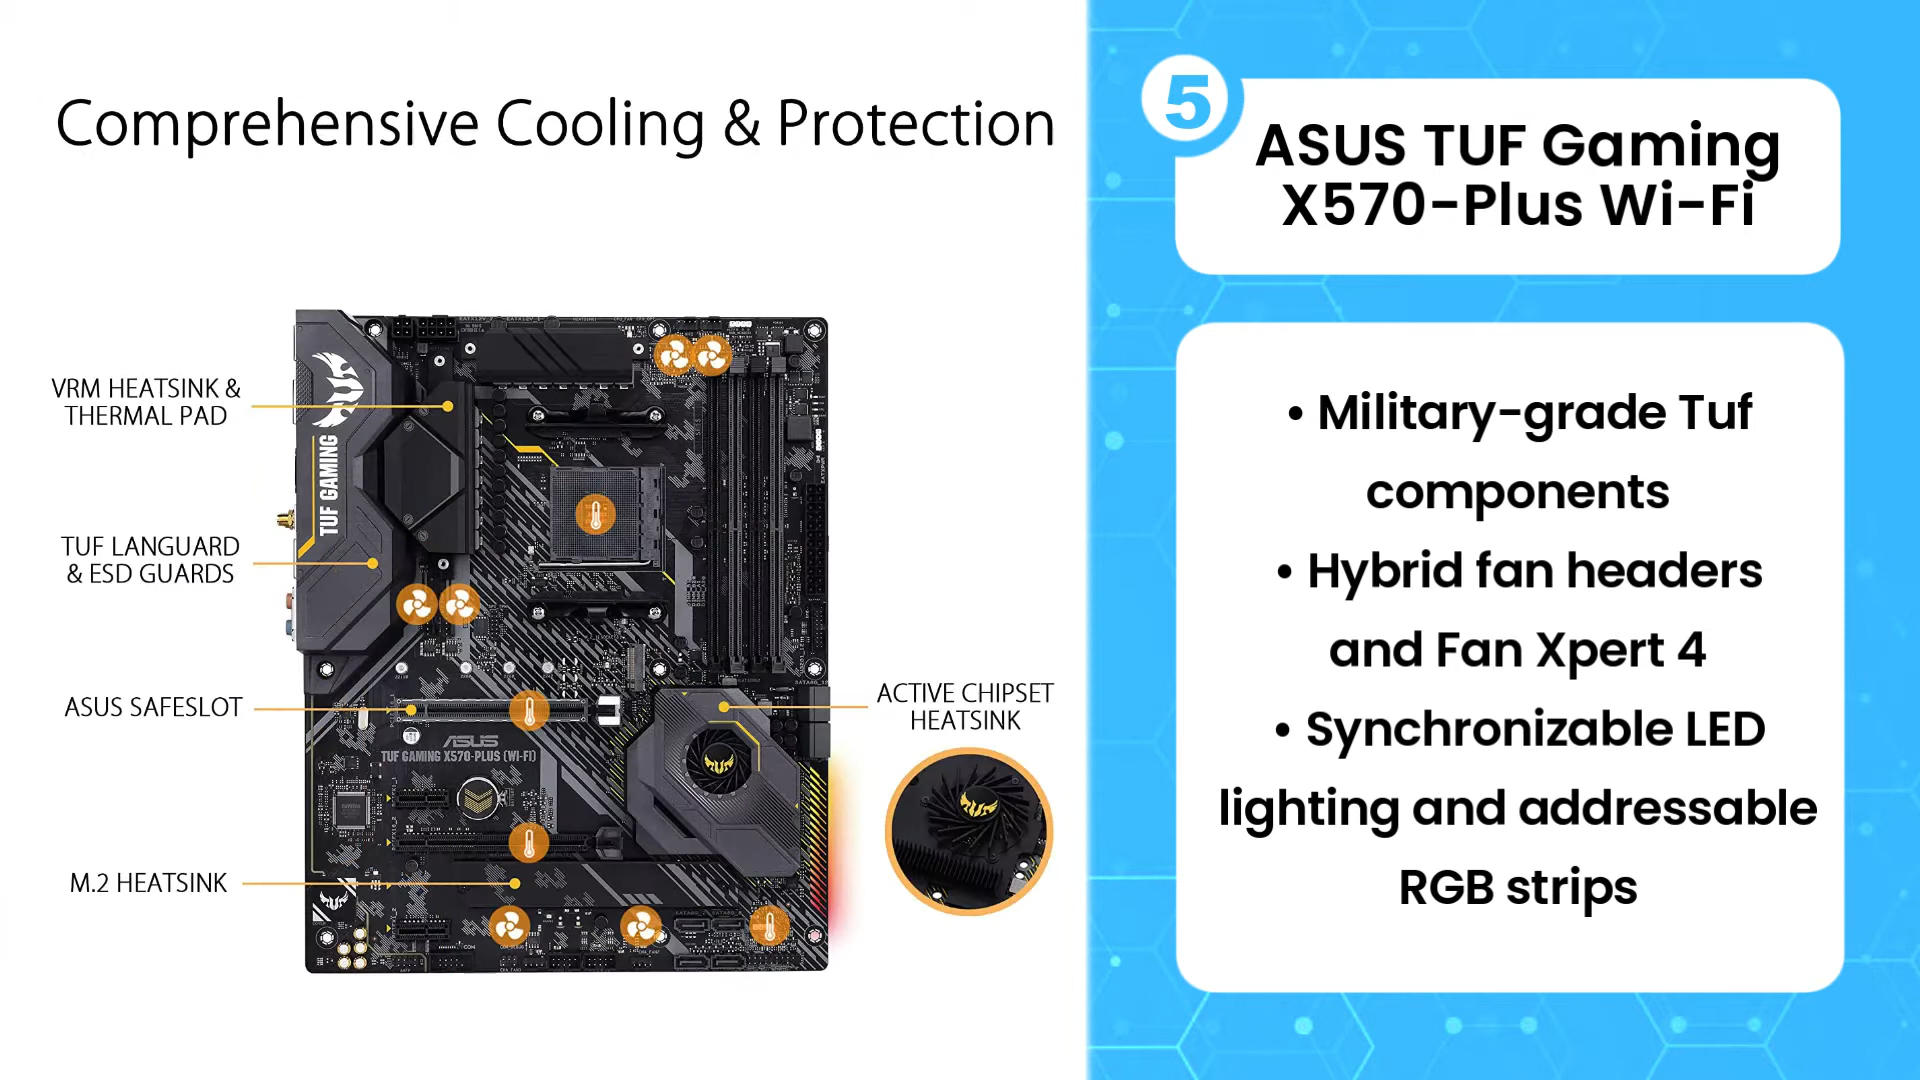 Comprehensive Cooling & Protection
VRM HEATSINK &
THERMAL PAD
TUF LANGUARD
& ESD GUARDS
ASUS SAFESLOT
M.2 HEATSINK
ACTIVE CHIPSET
HEATSINK
TUF GAMING
ASUS
TUF GAMING X570-PLUS (WI-FI)
5
ASUS TUF Gaming
X570-Plus Wi-Fi
• Military-grade Tuf
components
• Hybrid fan headers
and Fan Xpert 4
• Synchronizable LED
lighting and addressable
RGB strips